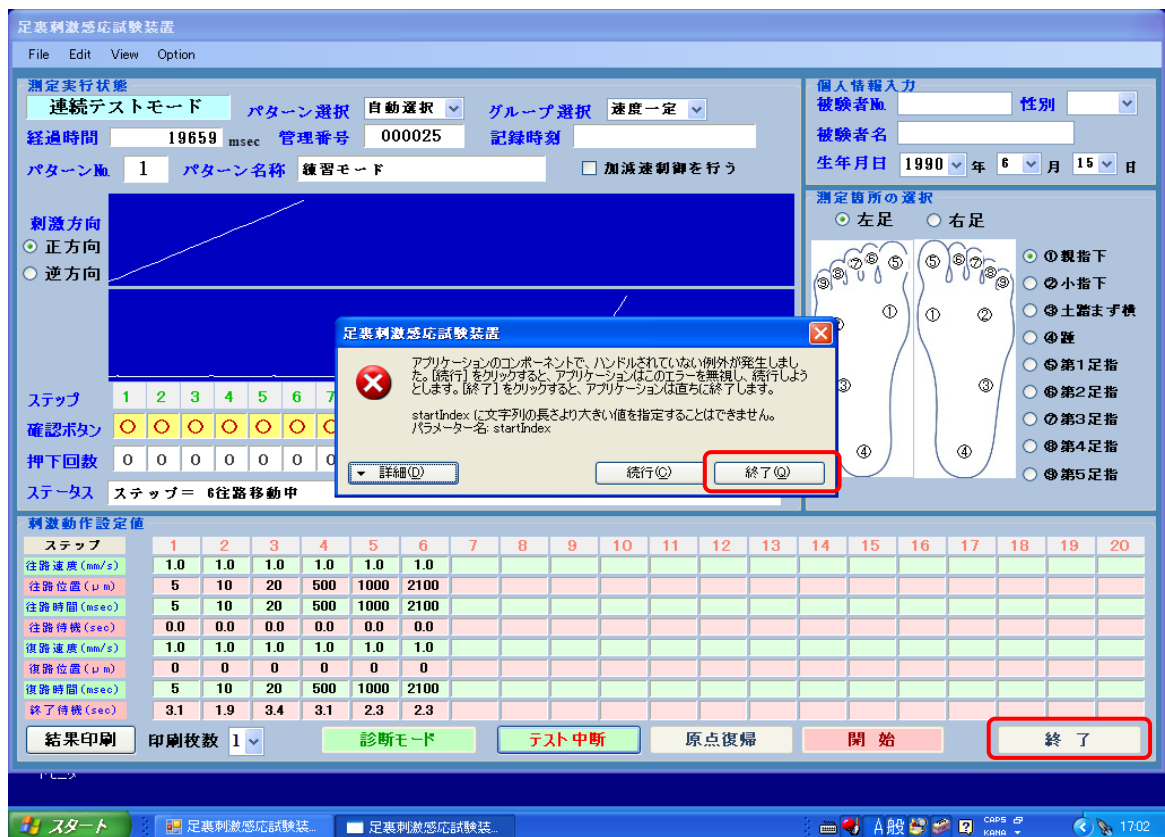 足裏刺激感応試験装置
File Edit View Option
測定実行状態
連続テストモード パターン選択 自動選択 グループ選択 速度一定
経過時間 19659 msec 管理番号 000025 記録時刻
パターンNo. 1 パターン名称 練習モード 加減速制御を行う
刺激方向
正方向
逆方向
個人情報入力
被験者No. 性別
被験者名
生年月日 1990 年 6 月 15 日
測定箇所の選択
左足 右足
①親指下
②小指下
③土踏まず横
④踵
⑤第1足指
⑥第2足指
⑦第3足指
⑧第4足指
⑨第5足指
⑨ ⑧ ⑦ ⑥ ⑤ ⑤ ⑥ ⑦ ⑧ ⑨
① ① ②
③ ③
④ ④
足裏刺激感応試験装置
アプリケーションのコンポーネントで、ハンドルされていない例外が発生しまし
た。[続行] をクリックすると、アプリケーションはこのエラーを無視し、続行しよう
とします。[終了] をクリックすると、アプリケーションは直ちに終了します。
startIndex に文字列の長さより大きい値を指定することはできません。
パラメーター名: startIndex
詳細(D) 続行(C) 終了(Q)
ステップ 1 2 3 4 5 6 7
確認ボタン
押下回数 0 0 0 0 0 0 0
ステータス ステップ＝ 6往路移動中
刺激動作設定値
ステップ 1 2 3 4 5 6 7 8 9 10 11 12 13 14 15 16 17 18 19 20
往路速度(mm/s) 1.0 1.0 1.0 1.0 1.0 1.0
往路位置(μm) 5 10 20 500 1000 2100
往路時間(msec) 5 10 20 500 1000 2100
往路待機(sec) 0.0 0.0 0.0 0.0 0.0 0.0
復路速度(mm/s) 1.0 1.0 1.0 1.0 1.0 1.0
復路位置(μm) 0 0 0 0 0 0
復路時間(msec) 5 10 20 500 1000 2100
終了待機(sec) 3.1 1.9 3.4 3.1 2.3 2.3
結果印刷 印刷枚数 1 診断モード テスト中断 原点復帰 開始 終了
スタート 足裏刺激感応試験装... 足裏刺激感応試験装... A 般 CAPS KANA 17:02